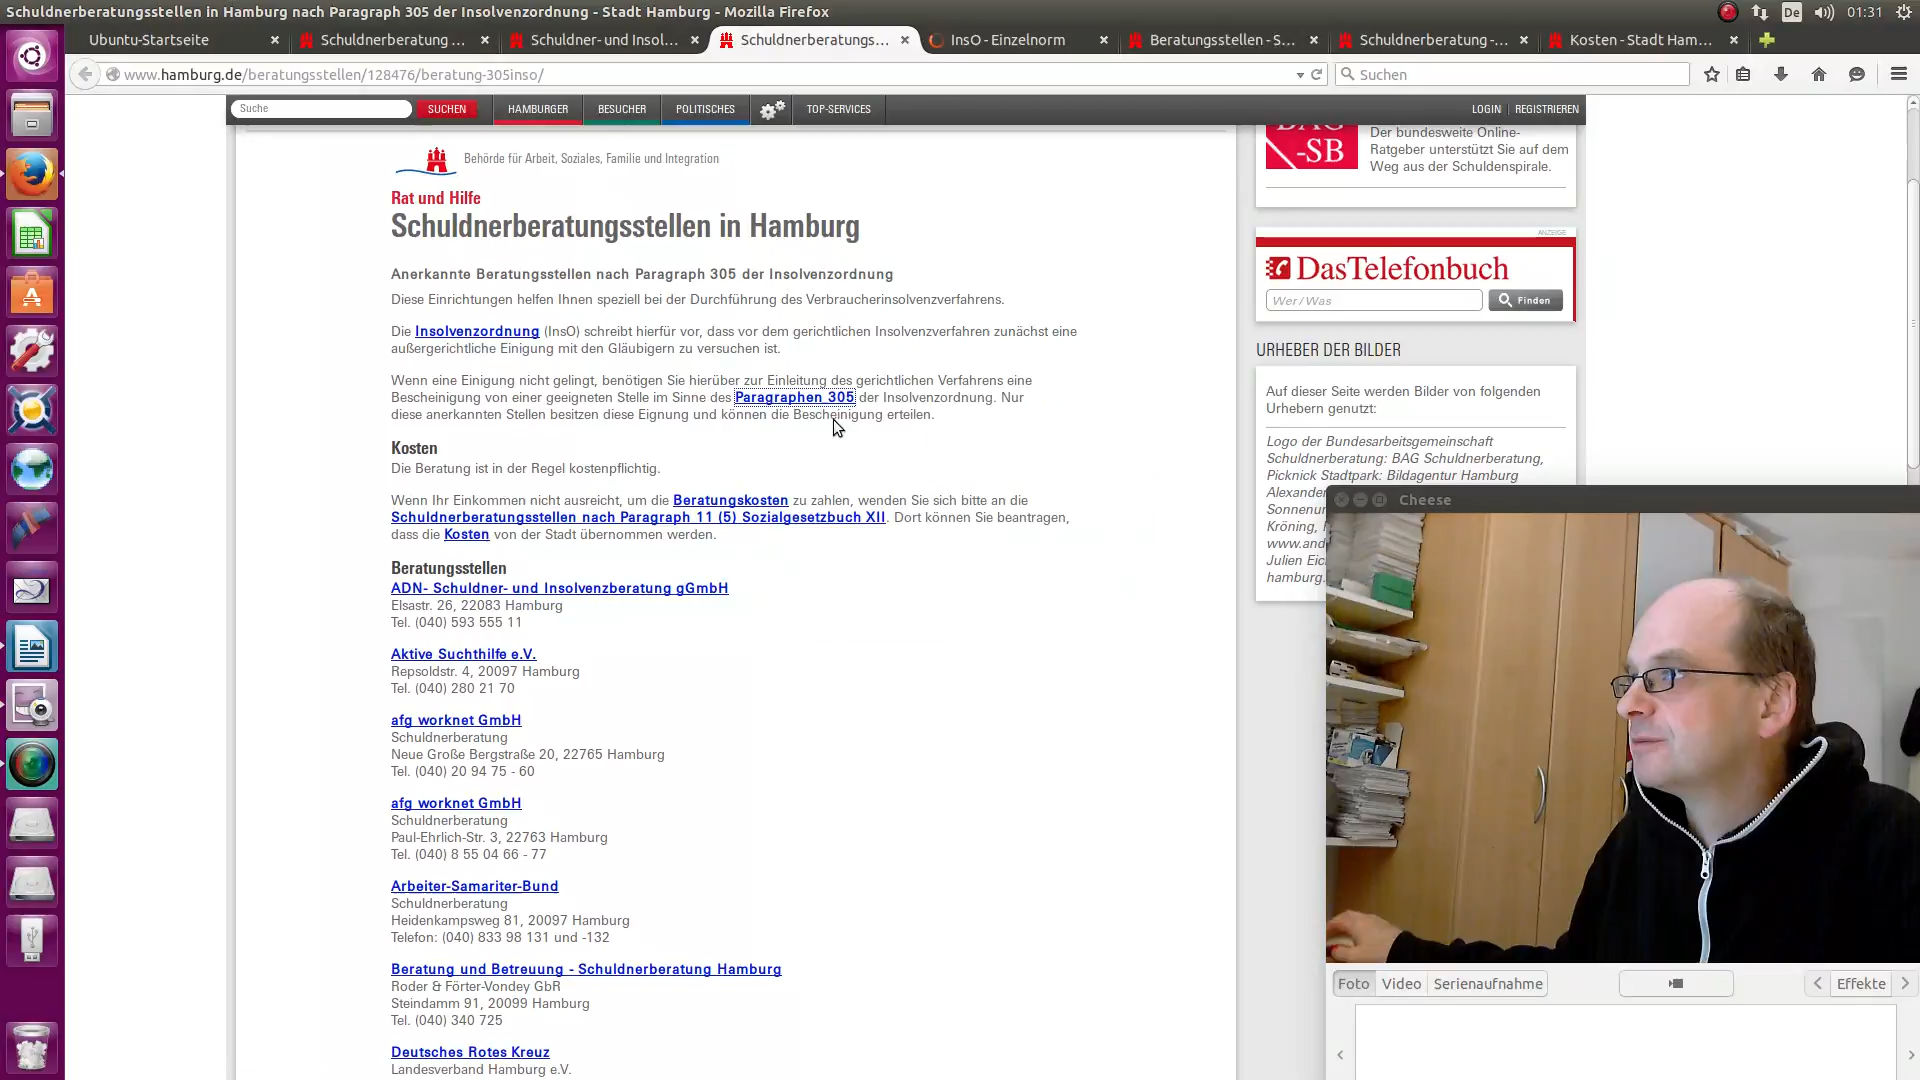 Schuldnerberatungsstellen in Hamburg nach Paragraph 305 der Insolvenzordnung - Stadt Hamburg - Mozilla Firefox
De
01:31
Ubuntu-Startseite
Schuldnerberatung ...
Schuldner- und Insol...
Schuldnerberatungs...
InsO - Einzelnorm
Beratungsstellen - S...
Schuldnerberatung -...
Kosten - Stadt Ham...
www.hamburg.de/beratungsstellen/128476/beratung-305inso/
Suchen
Suche
SUCHEN
HAMBURGER
BESUCHER
POLITISCHES
TOP-SERVICES
LOGIN
REGISTRIEREN
Behörde für Arbeit, Soziales, Familie und Integration
Rat und Hilfe
Schuldnerberatungsstellen in Hamburg
Anerkannte Beratungsstellen nach Paragraph 305 der Insolvenzordnung
Diese Einrichtungen helfen Ihnen speziell bei der Durchführung des Verbraucherinsolvenzverfahrens.
Die Insolvenzordnung (InsO) schreibt hierfür vor, dass vor dem gerichtlichen Insolvenzverfahren zunächst eine
außergerichtliche Einigung mit den Gläubigern zu versuchen ist.
Wenn eine Einigung nicht gelingt, benötigen Sie hierüber zur Einleitung des gerichtlichen Verfahrens eine
Bescheinigung von einer geeigneten Stelle im Sinne des Paragraphen 305 der Insolvenzordnung. Nur
diese anerkannten Stellen besitzen diese Eignung und können die Bescheinigung erteilen.
Kosten
Die Beratung ist in der Regel kostenpflichtig.
Wenn Ihr Einkommen nicht ausreicht, um die Beratungskosten zu zahlen, wenden Sie sich bitte an die
Schuldnerberatungsstellen nach Paragraph 11 (5) Sozialgesetzbuch XII. Dort können Sie beantragen,
dass die Kosten von der Stadt übernommen werden.
Beratungsstellen
ADN- Schuldner- und Insolvenzberatung gGmbH
Elsastr. 26, 22083 Hamburg
Tel. (040) 593 555 11
Aktive Suchthilfe e.V.
Repsoldstr. 4, 20097 Hamburg
Tel. (040) 280 21 70
afg worknet GmbH
Schuldnerberatung
Neue Große Bergstraße 20, 22765 Hamburg
Tel. (040) 20 94 75 - 60
afg worknet GmbH
Schuldnerberatung
Paul-Ehrlich-Str. 3, 22763 Hamburg
Tel. (040) 8 55 04 66 - 77
Arbeiter-Samariter-Bund
Schuldnerberatung
Heidenkampsweg 81, 20097 Hamburg
Telefon: (040) 833 98 131 und -132
Beratung und Betreuung - Schuldnerberatung Hamburg
Roder & Förter-Vondey GbR
Steindamm 91, 20099 Hamburg
Tel. (040) 340 725
Deutsches Rotes Kreuz
Landesverband Hamburg e.V.
BAG
-SB
Der bundesweite Online-
Ratgeber unterstützt Sie auf dem
Weg aus der Schuldenspirale.
ANZEIGE
DasTelefonbuch
Wer/Was
Finden
URHEBER DER BILDER
Auf dieser Seite werden Bilder von folgenden
Urhebern genutzt:
Logo der Bundesarbeitsgemeinschaft
Schuldnerberatung: BAG Schuldnerberatung,
Picknick Stadtpark: Bildagentur Hamburg
Alexander
Sonnenu
Kröning,
www.and
Julien Eic
hamburg.
Cheese
Foto
Video
Serienaufnahme
Effekte